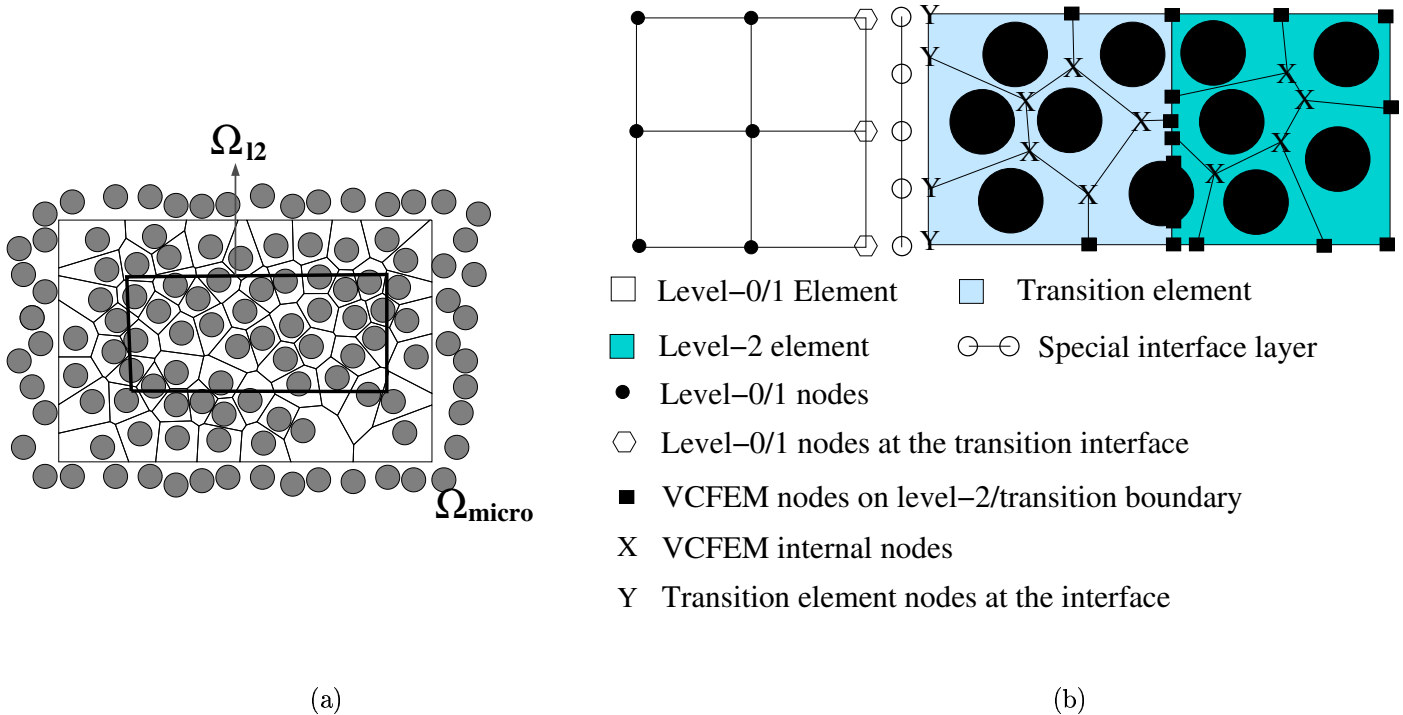 Ωl2
Ωmicro
(a)
Y
Y
X
X
X
X
X
X
X
X
X
X
Y
Y
Level−0/1 Element
Transition element
Level−2 element
Special interface layer
Level−0/1 nodes
Level−0/1 nodes at the transition interface
VCFEM nodes on level−2/transition boundary
X VCFEM internal nodes
Y Transition element nodes at the interface
(b)